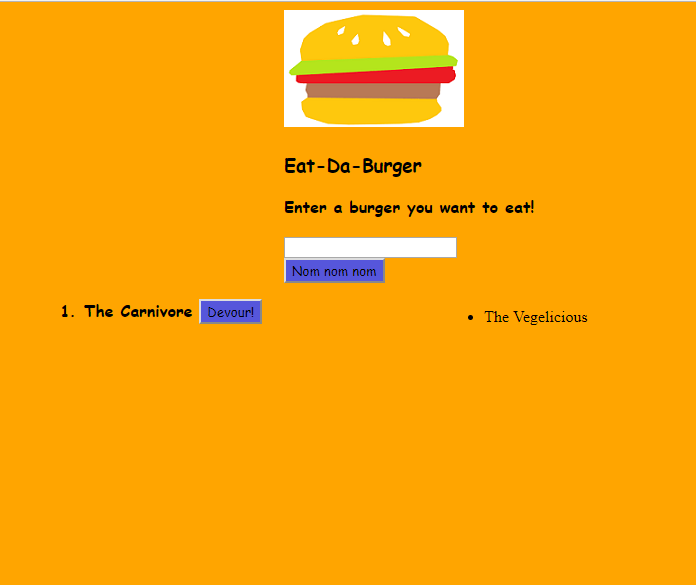 Eat-Da-Burger
Enter a burger you want to eat!
Nom nom nom
1. The Carnivore Devour!
• The Vegelicious